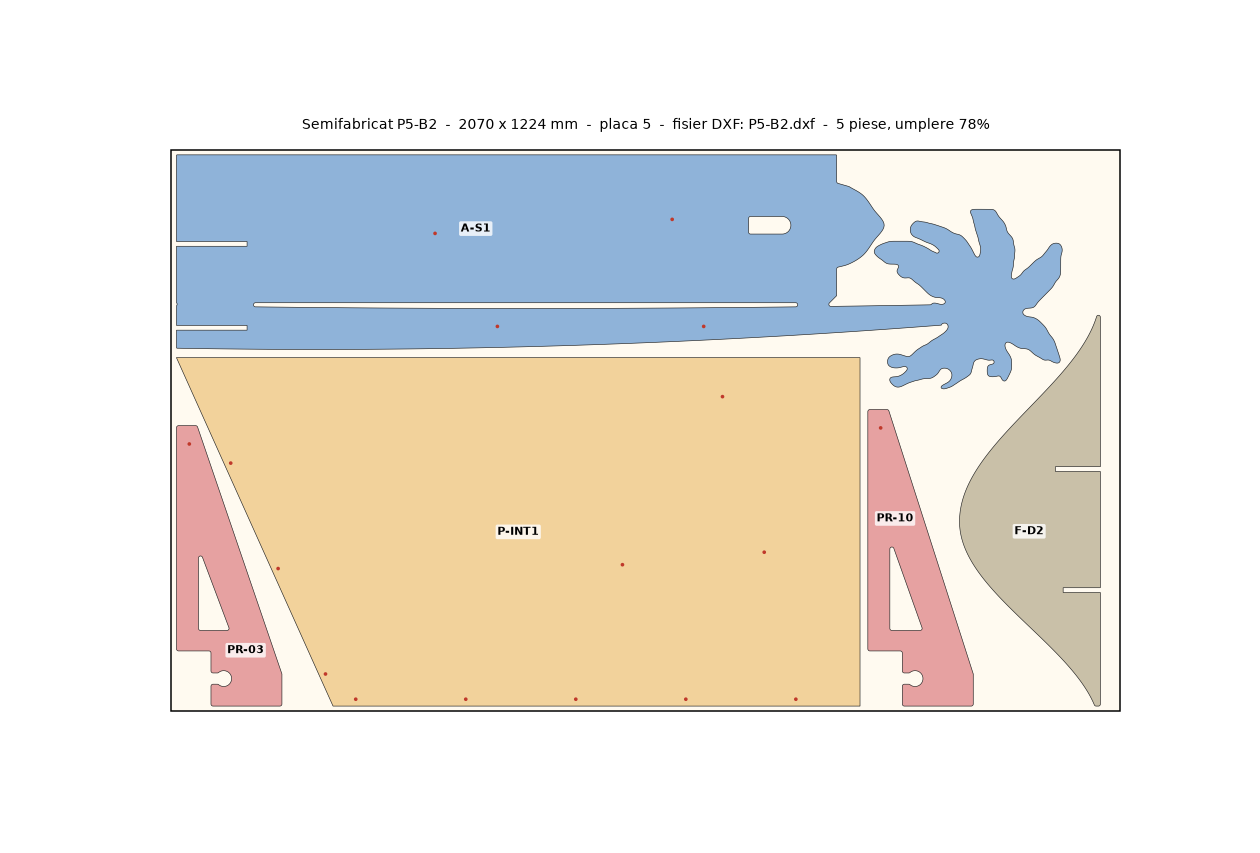 Semifabricat P5-B2 - 2070 x 1224 mm - placa 5 - fisier DXF: P5-B2.dxf - 5 piese, umplere 78%
A-S1
PR-10
P-INT1
F-D2
PR-03